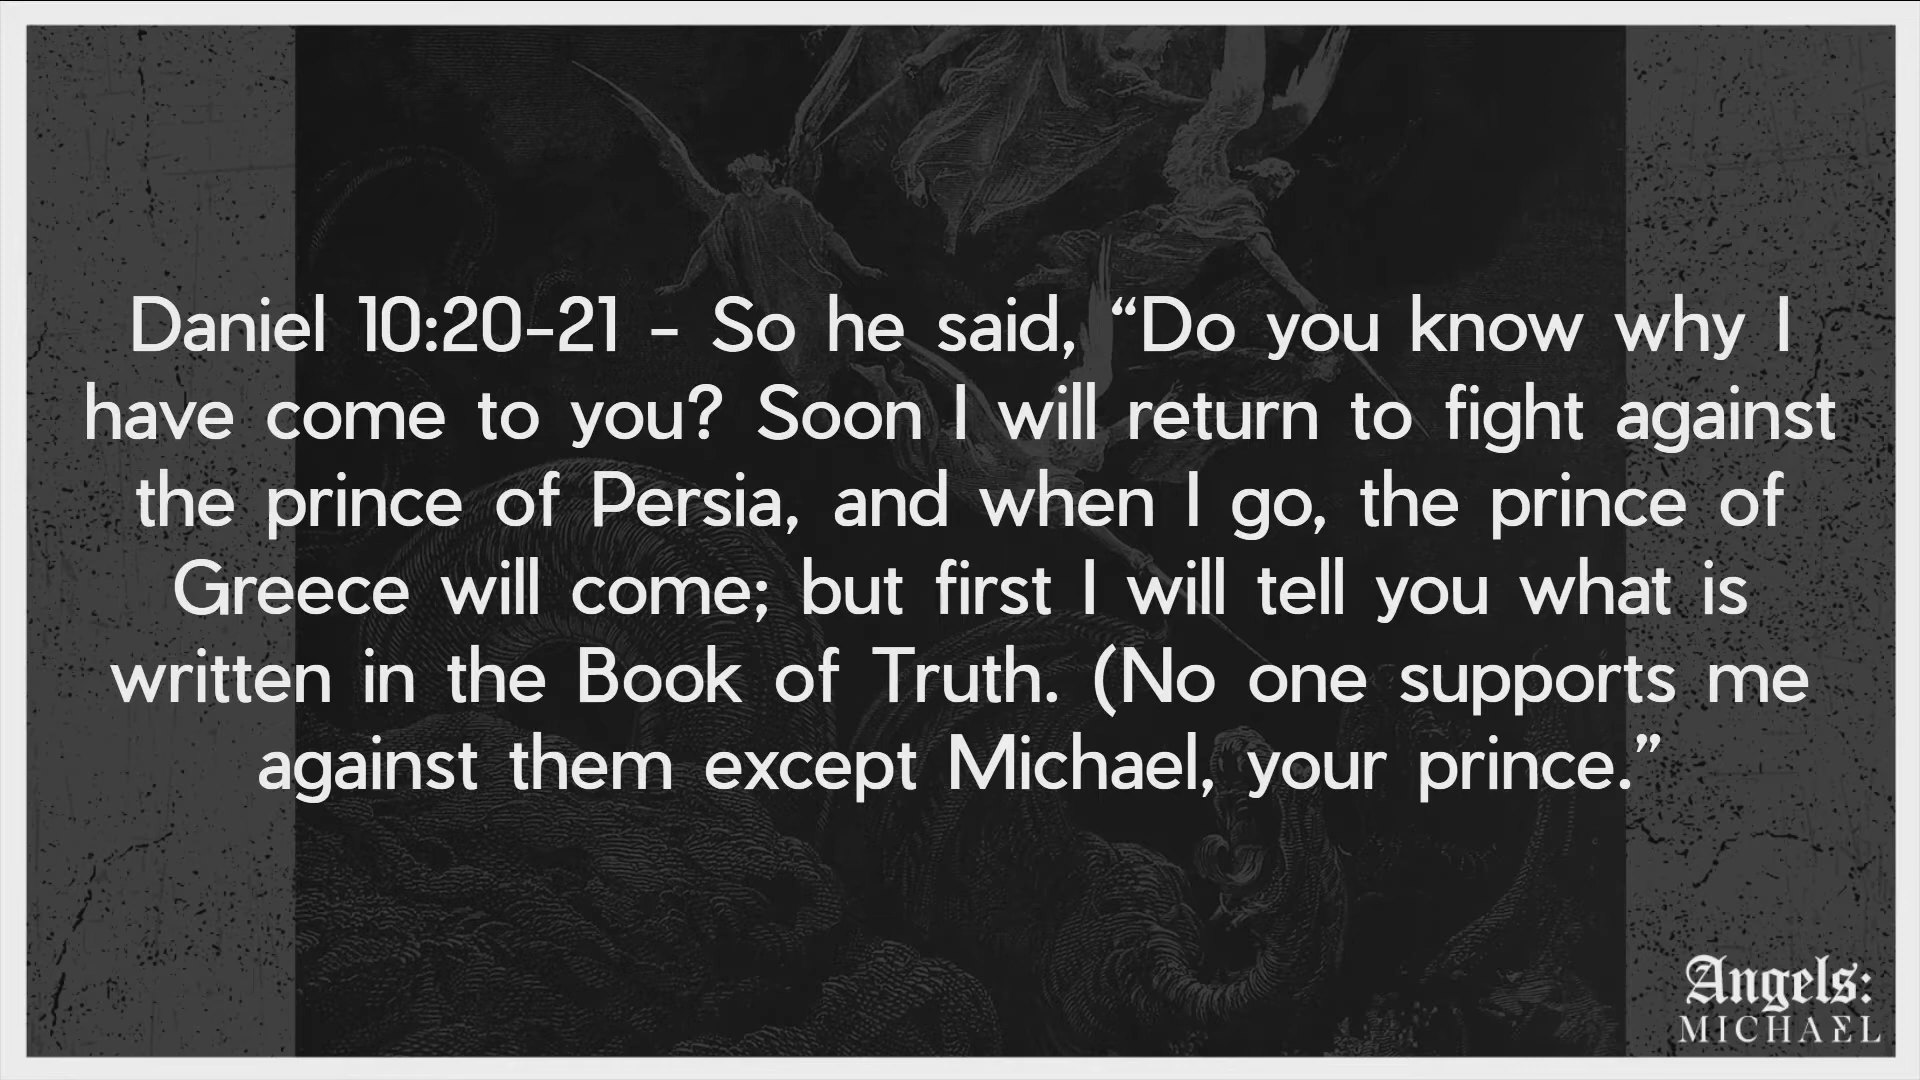 Daniel 10:20-21 - So he said, “Do you know why I
have come to you? Soon I will return to fight against
the prince of Persia, and when I go, the prince of
Greece will come; but first I will tell you what is
written in the Book of Truth. (No one supports me
against them except Michael, your prince.”
Angels:
MICHAEL